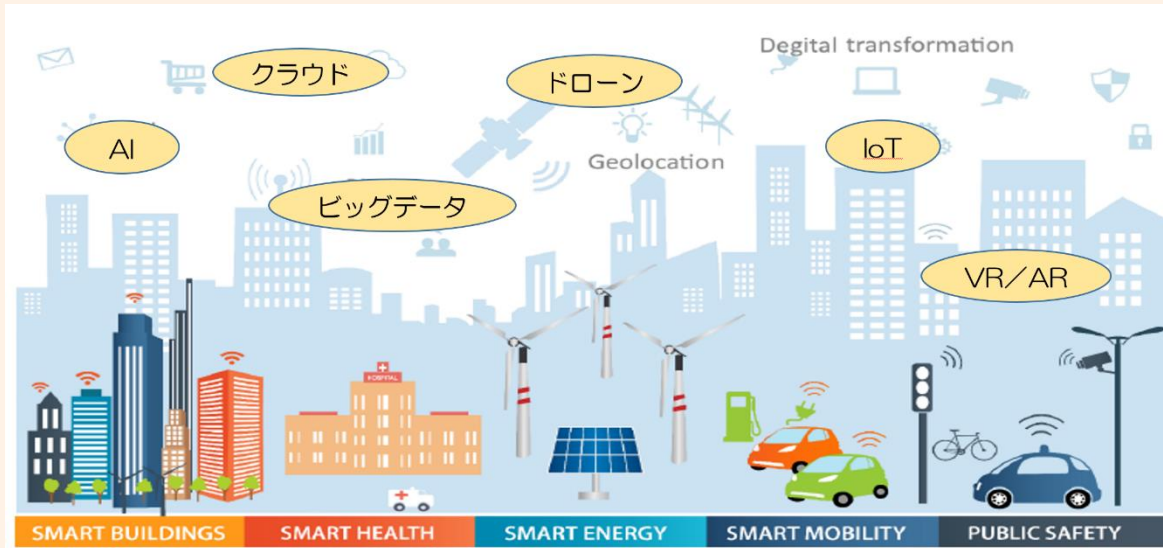 Degital transformation
クラウド
ドローン
AI
IoT
Geolocation
ビッグデータ
VR/AR
HOSPITAL
SMART BUILDINGS
SMART HEALTH
SMART ENERGY
SMART MOBILITY
PUBLIC SAFETY